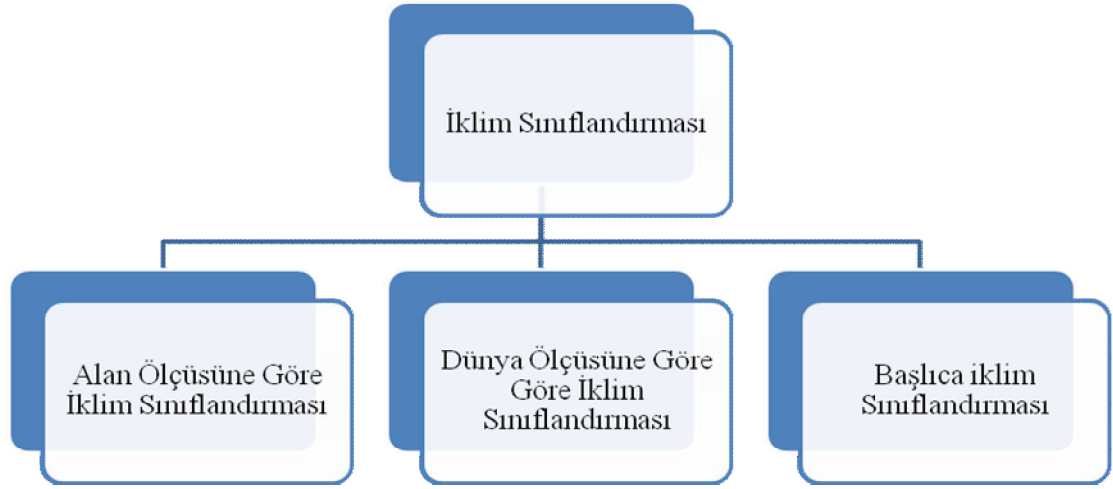 İklim Sınıflandırması
Alan Ölçüsüne Göre
İklim Sınıflandırması
Dünya Ölçüsüne Göre
Göre İklim
Sınıflandırması
Başlıca iklim
Sınıflandırması